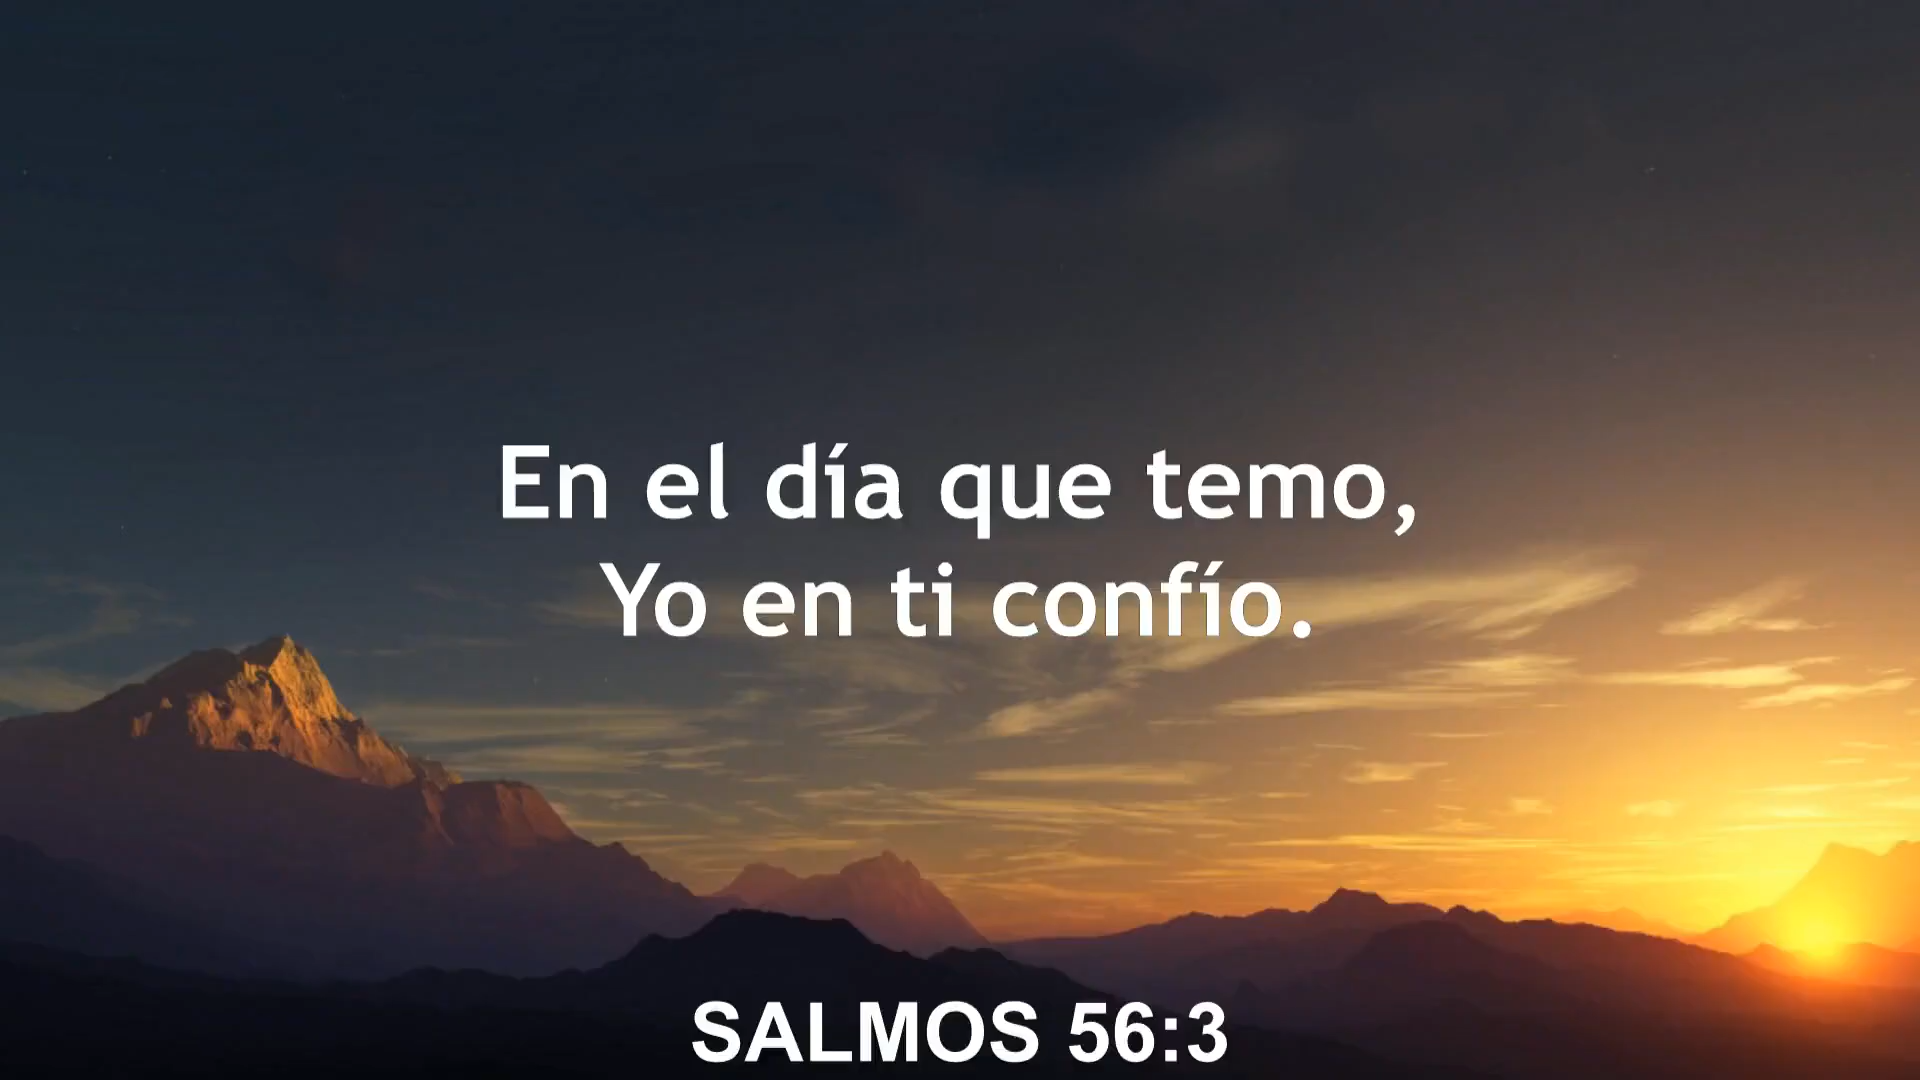 En el día que temo,
Yo en ti confío.
SALMOS 56:3